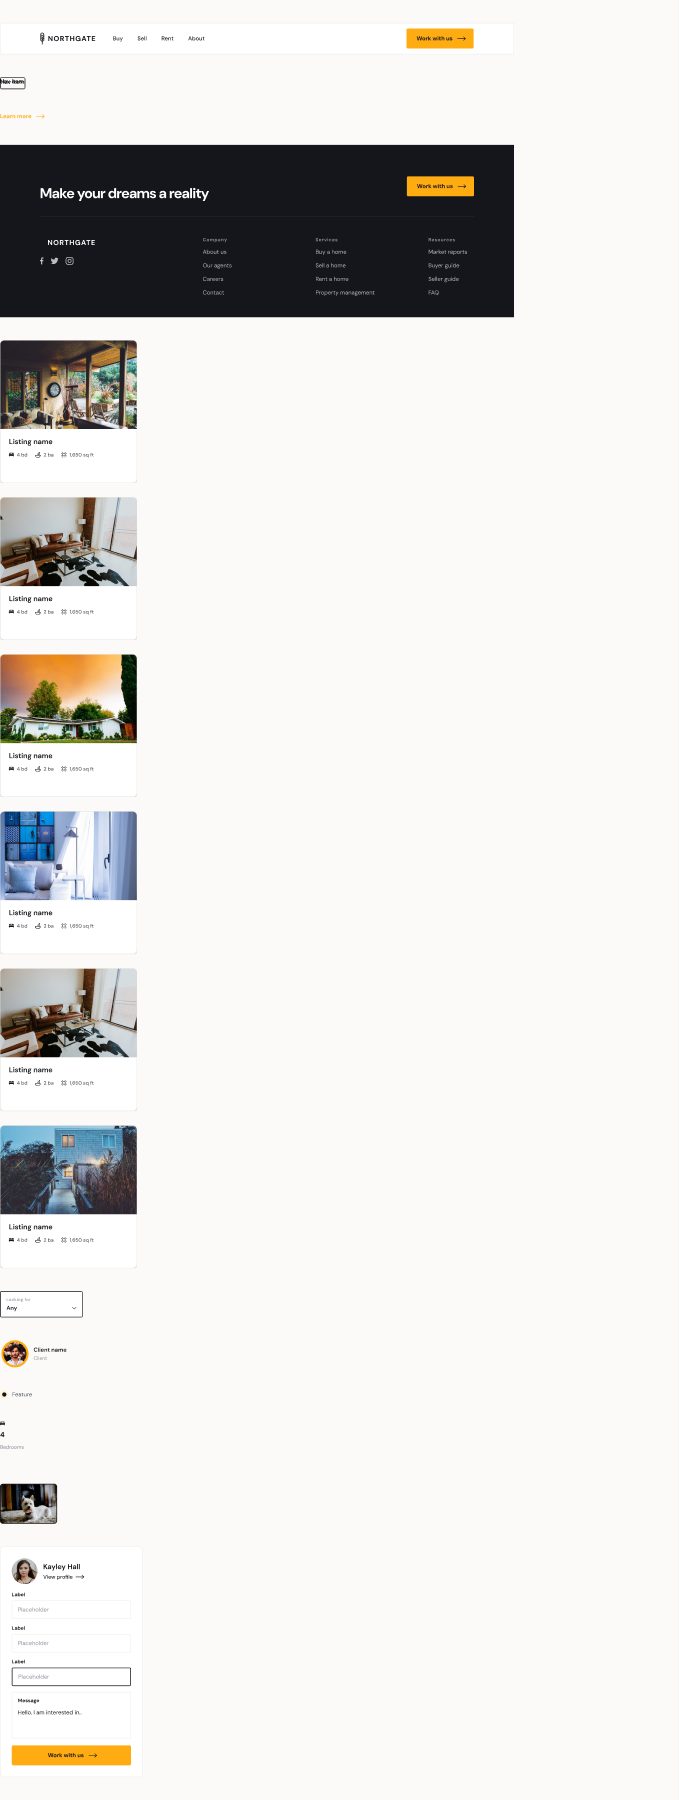 NORTHGATE Buy Sell Rent About Work with us
Learn more
Make your dreams a reality Work with us
NORTHGATE
Company
About us
Our agents
Careers
Contact
Services
Buy a home
Sell a home
Rent a home
Property management
Resources
Market reports
Buyer guide
Seller guide
FAQ
Listing name
4 bd 2 ba 1,650 sq ft
Listing name
4 bd 2 ba 1,650 sq ft
Listing name
4 bd 2 ba 1,650 sq ft
Listing name
4 bd 2 ba 1,650 sq ft
Listing name
4 bd 2 ba 1,650 sq ft
Listing name
4 bd 2 ba 1,650 sq ft
Looking for
Any
Client name
Client
Feature
4
Bedrooms
Kayley Hall
View profile
Label
Placeholder
Label
Placeholder
Label
Placeholder
Message
Hello, I am interested in..
Work with us